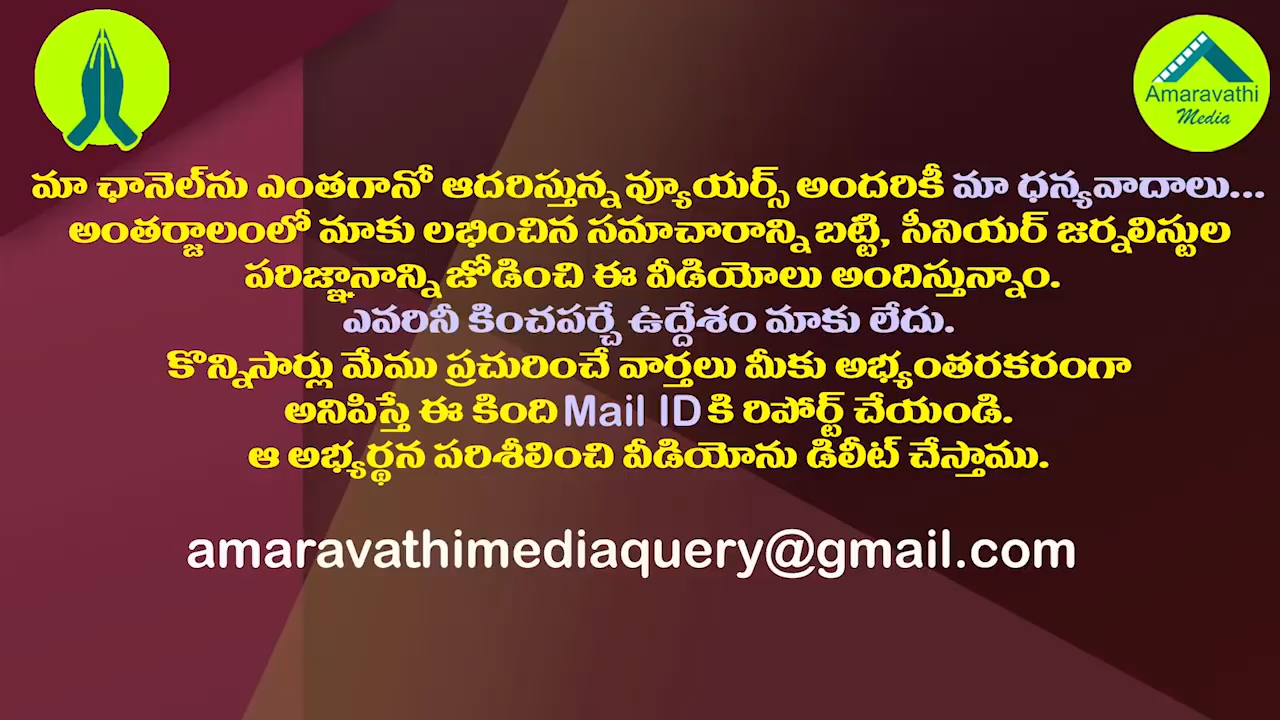 Amaravathi
Media
మా ఛానెల్‌ను ఎంతగానో ఆదరిస్తున్న వ్యూయర్స్ అందరికీ మా ధన్యవాదాలు...
అంతర్జాలంలో మాకు లభించిన సమాచారాన్ని బట్టి, సీనియర్ జర్నలిస్టుల
పరిజ్ఞానాన్ని జోడించి ఈ వీడియోలు అందిస్తున్నాం.
ఎవరినీ కించపర్చే ఉద్దేశం మాకు లేదు.
కొన్నిసార్లు మేము ప్రచురించే వార్తలు మీకు అభ్యంతరకరంగా
అనిపిస్తే ఈ కింది Mail ID కి రిపోర్ట్ చేయండి.
ఆ అభ్యర్థన పరిశీలించి వీడియోను డిలీట్ చేస్తాము.
amaravathimediaquery@gmail.com